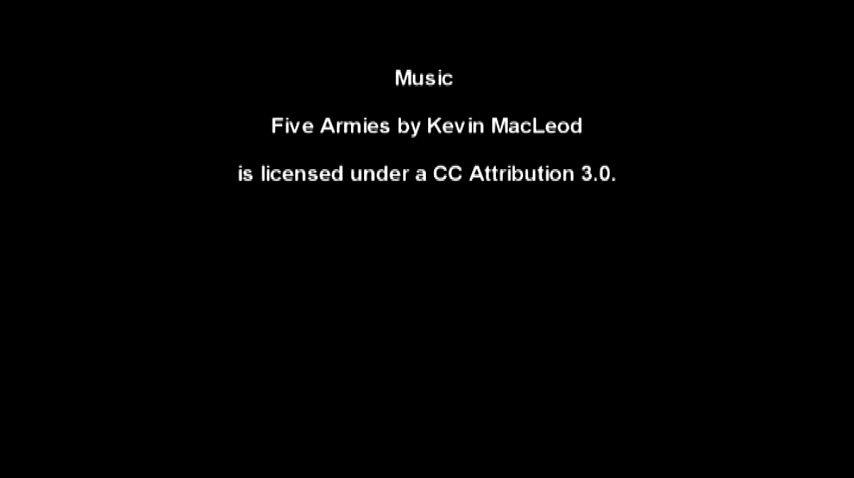 Music
Five Armies by Kevin MacLeod
is licensed under a CC Attribution 3.0.